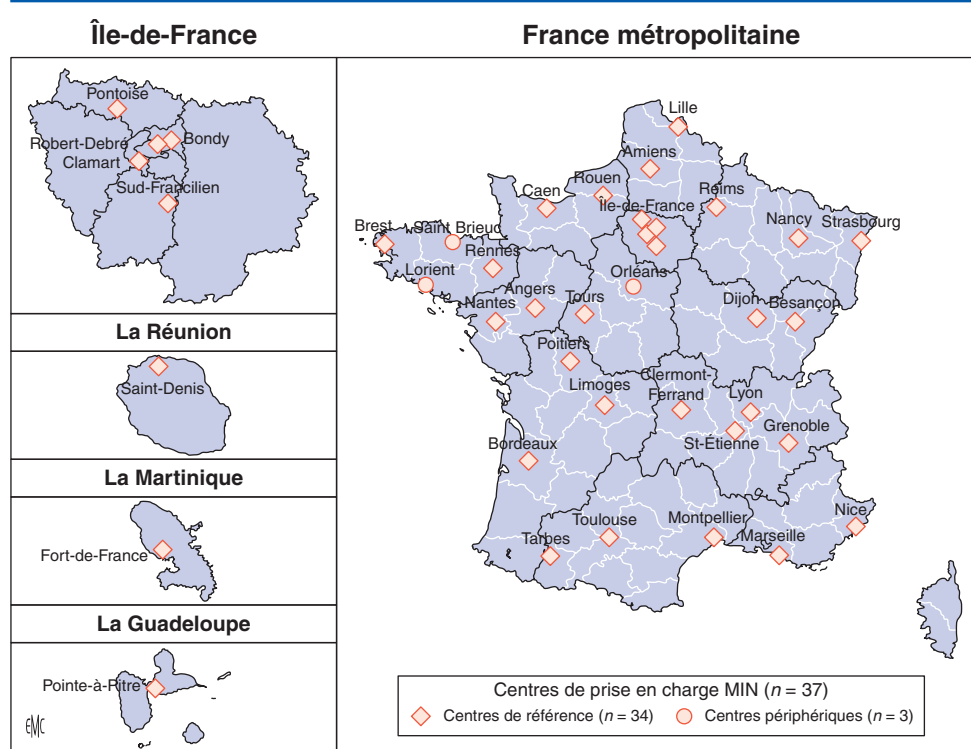 Île-de-France
Pontoise
Robert-Debré
Bondy
Clamart
Sud-Francilien
La Réunion
Saint-Denis
La Martinique
Fort-de-France
La Guadeloupe
Pointe-à-Pitre
EMC
France métropolitaine
Lille
Amiens
Rouen
Caen
Île-de-France
Reims
Nancy
Strasbourg
Brest
Saint Brieuc
Rennes
Lorient
Orléans
Angers
Nantes
Tours
Dijon
Besançon
Poitiers
Limoges
Clermont-
Ferrand
Lyon
St-Étienne
Grenoble
Bordeaux
Toulouse
Montpellier
Nice
Tarbes
Marseille
Centres de prise en charge MIN (n = 37)
Centres de référence (n = 34)
Centres périphériques (n = 3)